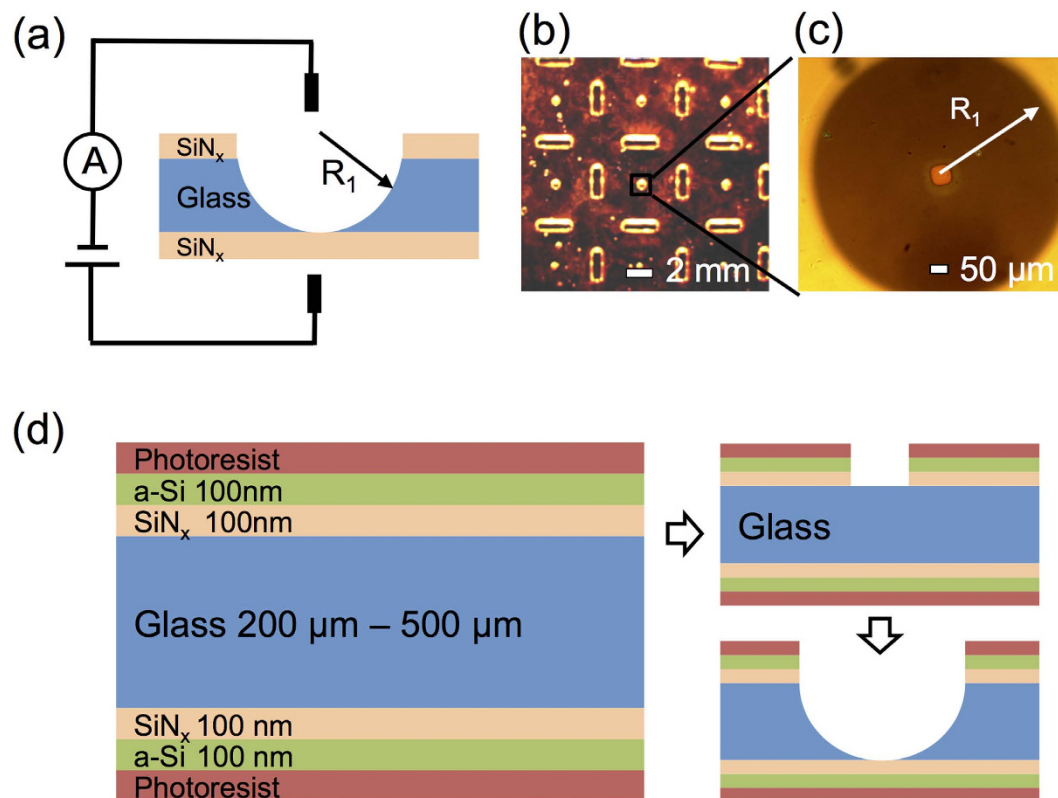 (a)
A
SiNₓ
Glass
SiNₓ
R₁
(b)
2 mm
(c)
R₁
50 µm
(d)
Photoresist
a-Si 100nm
SiNₓ 100nm
Glass 200 µm – 500 µm
SiNₓ 100 nm
a-Si 100 nm
Photoresist
Glass